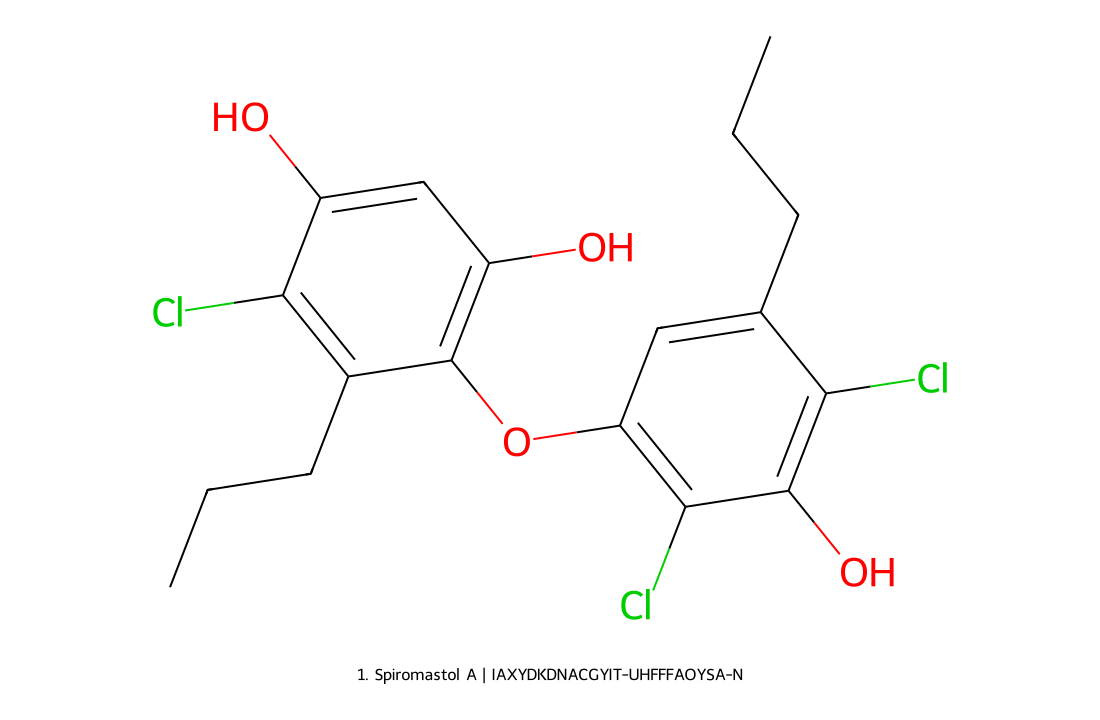 HO
OH
Cl
Cl
O
OH
Cl
1. Spiromastol A | IAXYDKDNACGYIT-UHFFFAOYSA-N